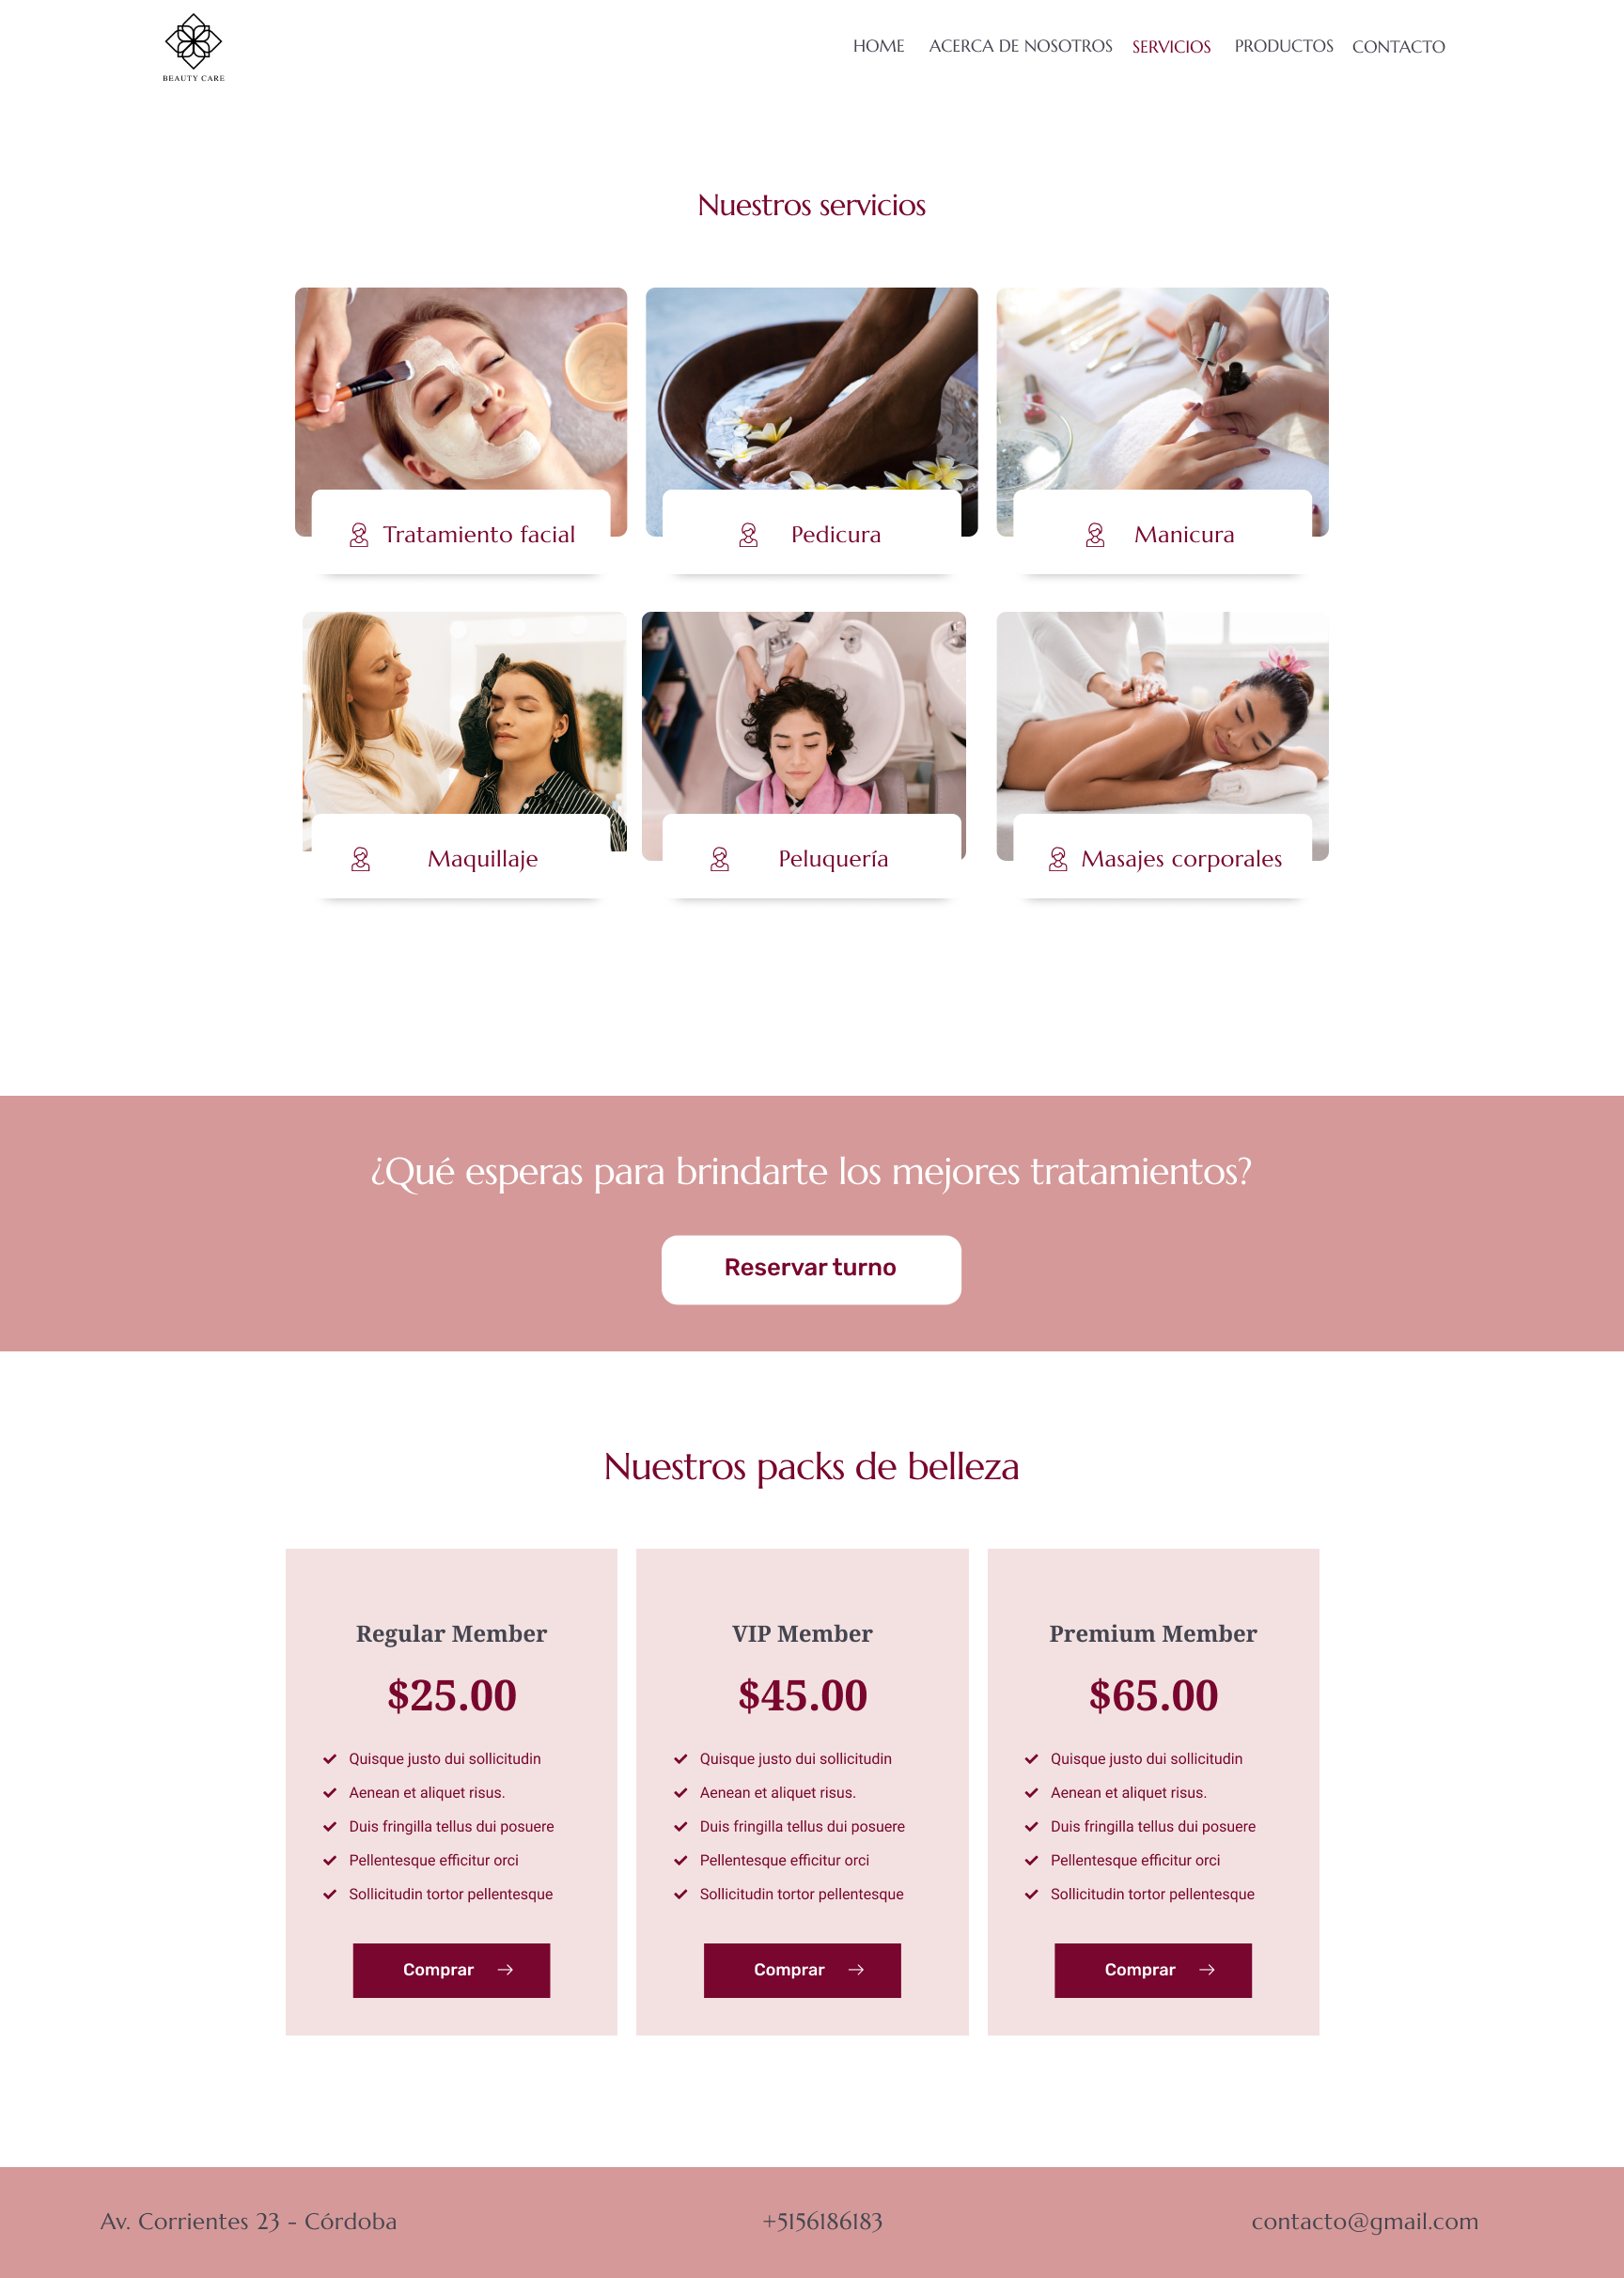 BEAUTY CARE
HOME ACERCA DE NOSOTROS SERVICIOS PRODUCTOS CONTACTO
Nuestros servicios
Tratamiento facial
Pedicura
Manicura
Maquillaje
Peluquería
Masajes corporales
¿Qué esperas para brindarte los mejores tratamientos?
Reservar turno
Nuestros packs de belleza
Regular Member
$25.00
Quisque justo dui sollicitudin
Aenean et aliquet risus.
Duis fringilla tellus dui posuere
Pellentesque efficitur orci
Sollicitudin tortor pellentesque
Comprar
VIP Member
$45.00
Quisque justo dui sollicitudin
Aenean et aliquet risus.
Duis fringilla tellus dui posuere
Pellentesque efficitur orci
Sollicitudin tortor pellentesque
Comprar
Premium Member
$65.00
Quisque justo dui sollicitudin
Aenean et aliquet risus.
Duis fringilla tellus dui posuere
Pellentesque efficitur orci
Sollicitudin tortor pellentesque
Comprar
Av. Corrientes 23 - Córdoba
+5156186183
contacto@gmail.com